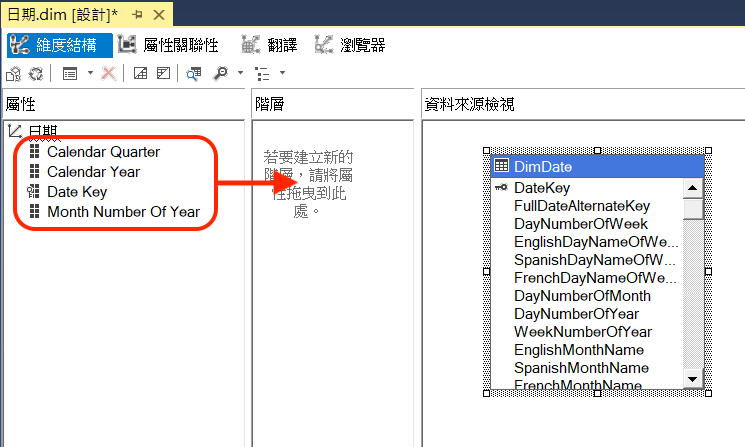 日期.dim [設計]*
維度結構 屬性關聯性 翻譯 瀏覽器
屬性 階層 資料來源檢視
日期
Calendar Quarter
Calendar Year
Date Key
Month Number Of Year
若要建立新的
階層，請將屬
性拖曳到此
處。
DimDate
DateKey
FullDateAlternateKey
DayNumberOfWeek
EnglishDayNameOfWe...
SpanishDayNameOfW...
FrenchDayNameOfWe...
DayNumberOfMonth
DayNumberOfYear
WeekNumberOfYear
EnglishMonthName
SpanishMonthName
FrenchMonthName